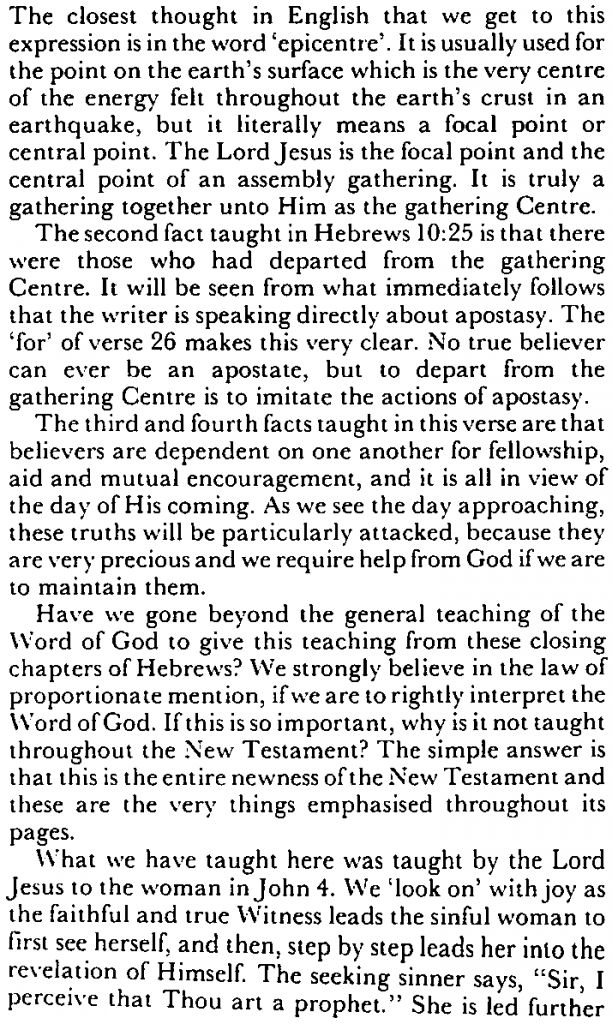 The closest thought in English that we get to this
expression is in the word ‘epicentre’. It is usually used for
the point on the earth’s surface which is the very centre
of the energy felt throughout the earth’s crust in an
earthquake, but it literally means a focal point or
central point. The Lord Jesus is the focal point and the
central point of an assembly gathering. It is truly a
gathering together unto Him as the gathering Centre.
The second fact taught in Hebrews 10:25 is that there
were those who had departed from the gathering
Centre. It will be seen from what immediately follows
that the writer is speaking directly about apostasy. The
‘for’ of verse 26 makes this very clear. No true believer
can ever be an apostate, but to depart from the
gathering Centre is to imitate the actions of apostasy.
The third and fourth facts taught in this verse are that
believers are dependent on one another for fellowship,
aid and mutual encouragement, and it is all in view of
the day of His coming. As we see the day approaching,
these truths will be particularly attacked, because they
are very precious and we require help from God if we are
to maintain them.
Have we gone beyond the general teaching of the
Word of God to give this teaching from these closing
chapters of Hebrews? We strongly believe in the law of
proportionate mention, if we are to rightly interpret the
Word of God. If this is so important, why is it not taught
throughout the New Testament? The simple answer is
that this is the entire newness of the New Testament and
these are the very things emphasised throughout its
pages.
What we have taught here was taught by the Lord
Jesus to the woman in John 4. We ‘look on’ with joy as
the faithful and true Witness leads the sinful woman to
first see herself, and then, step by step leads her into the
revelation of Himself. The seeking sinner says, “Sir, I
perceive that Thou art a prophet.” She is led further